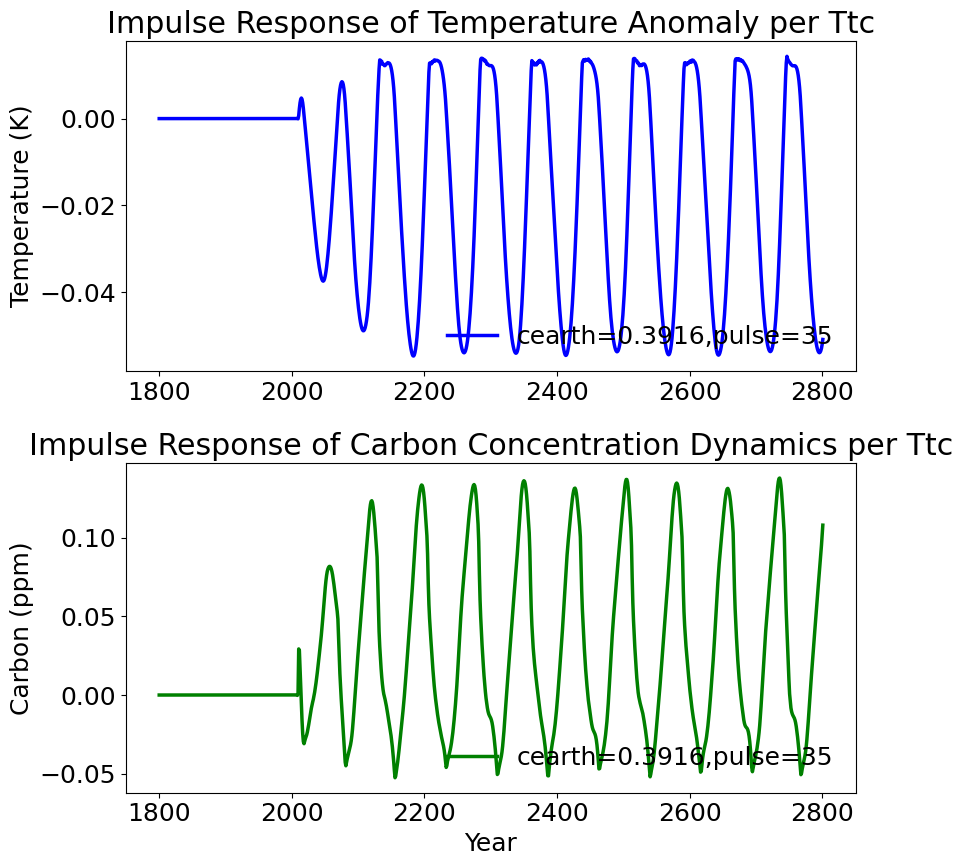 Impulse Response of Temperature Anomaly per Ttc
Temperature (K)
0.00
−0.02
−0.04
cearth=0.3916,pulse=35
1800 2000 2200 2400 2600 2800
Impulse Response of Carbon Concentration Dynamics per Ttc
Carbon (ppm)
0.10
0.05
0.00
−0.05
cearth=0.3916,pulse=35
1800 2000 2200 2400 2600 2800
Year